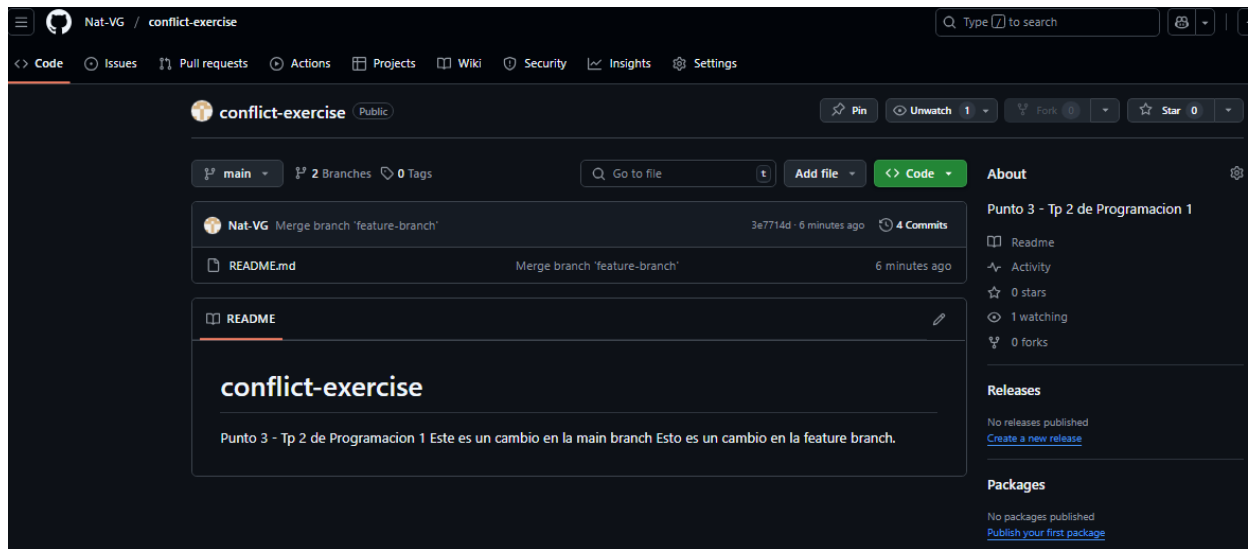 Nat-VG / conflict-exercise
Type / to search
Code Issues Pull requests Actions Projects Wiki Security Insights Settings
conflict-exercise Public
Pin Unwatch 1 Fork 0 Star 0
main 2 Branches 0 Tags Go to file t Add file Code
Nat-VG Merge branch 'feature-branch' 3e7714d · 6 minutes ago 4 Commits
README.md Merge branch 'feature-branch' 6 minutes ago
README
conflict-exercise
Punto 3 - Tp 2 de Programacion 1 Este es un cambio en la main branch Esto es un cambio en la feature branch.
About
Punto 3 - Tp 2 de Programacion 1
Readme
Activity
0 stars
1 watching
0 forks
Releases
No releases published
Create a new release
Packages
No packages published
Publish your first package